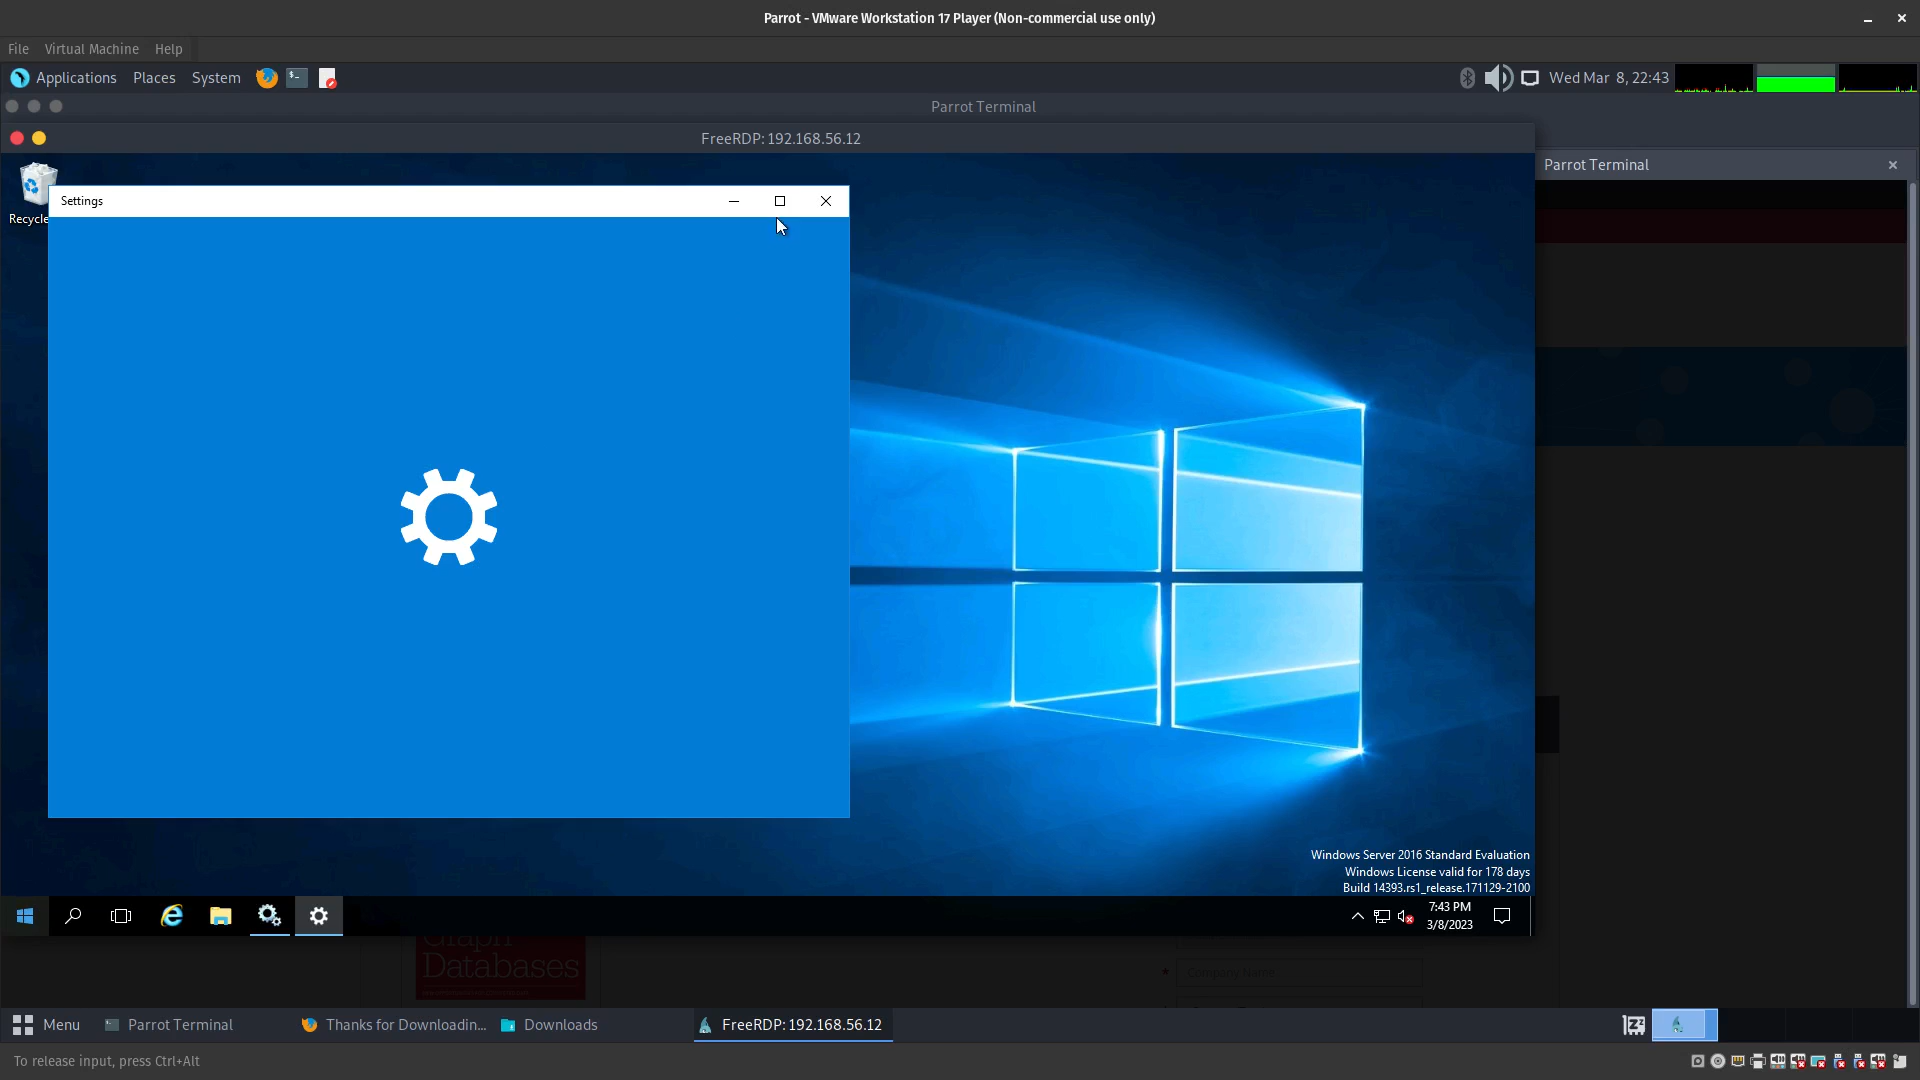 Parrot - VMware Workstation 17 Player (Non-commercial use only)
File Virtual Machine Help
Applications Places System
Wed Mar 8, 22:43
Parrot Terminal
FreeRDP: 192.168.56.12
Parrot Terminal
Recycle
Settings
Windows Server 2016 Standard Evaluation
Windows License valid for 178 days
Build 14393.rs1_release.171129-2100
7:43 PM
3/8/2023
Graph
Databases
* Company Name
Menu Parrot Terminal Thanks for Downloadin... Downloads FreeRDP: 192.168.56.12
To release input, press Ctrl+Alt